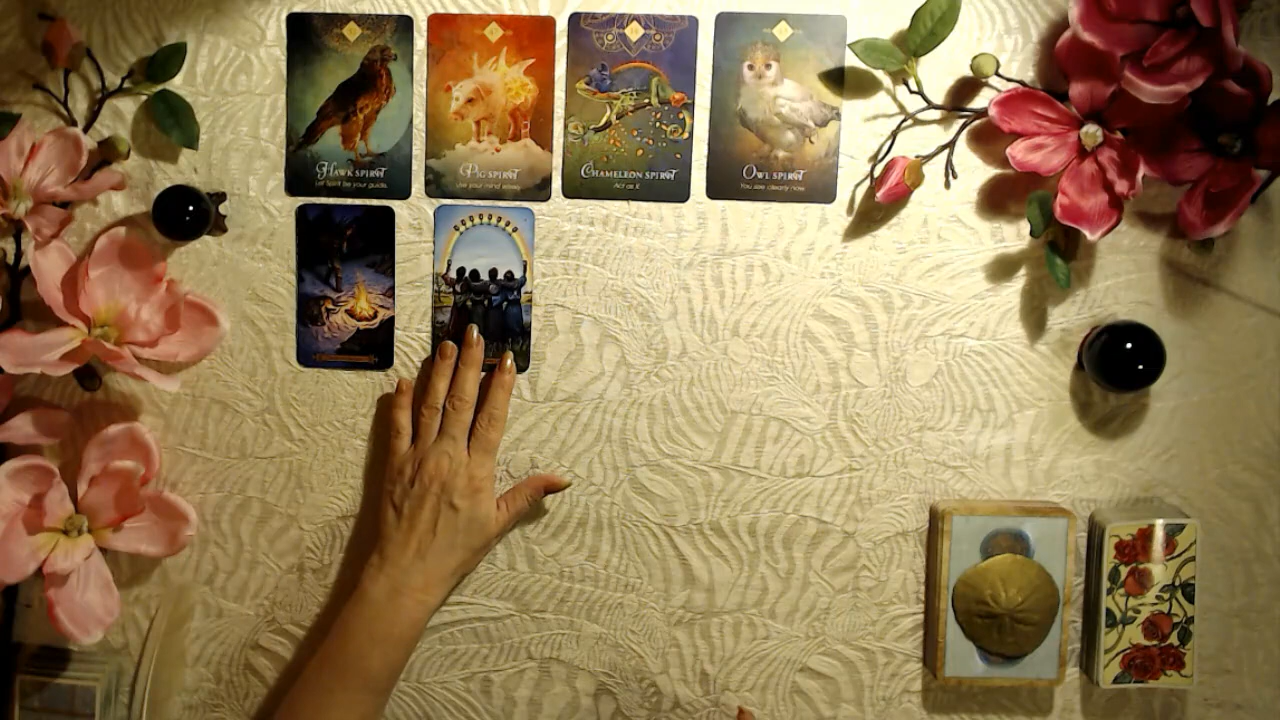 HAWK SPIRIT
Let Spirit be your guide.
PIG SPIRIT
Use your mind wisely.
CHAMELEON SPIRIT
Act as if.
OWL SPIRIT
You see clearly now.